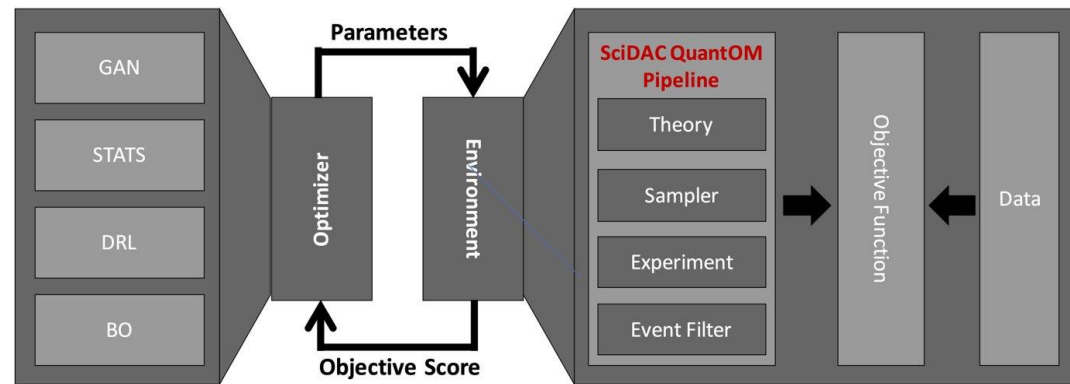 GAN
STATS
DRL
BO
Optimizer
Parameters
Objective Score
Environment
SciDAC QuantOM
Pipeline
Theory
Sampler
Experiment
Event Filter
Objective Function
Data